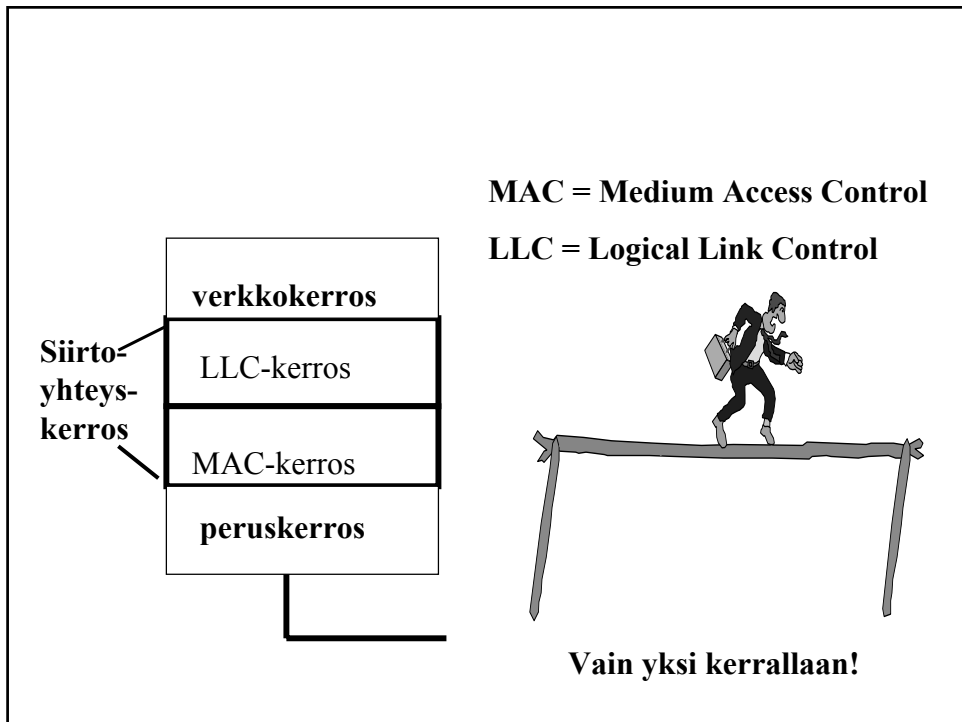 MAC = Medium Access Control
LLC = Logical Link Control
verkkokerros
Siirto-
yhteys-
kerros
LLC-kerros
MAC-kerros
peruskerros
Vain yksi kerrallaan!